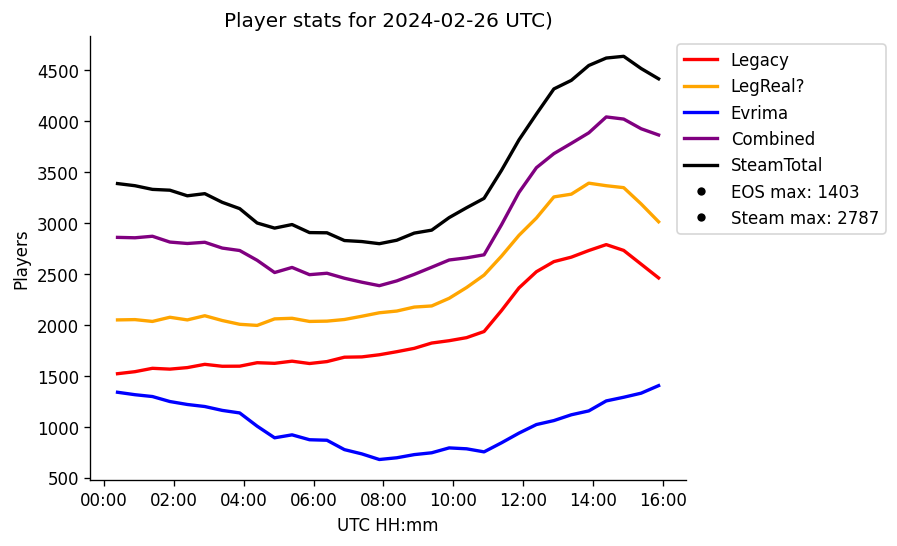 Player stats for 2024-02-26 UTC)
4500
4000
3500
3000
2500
2000
1500
1000
500
Players
00:00 02:00 04:00 06:00 08:00 10:00 12:00 14:00 16:00
UTC HH:mm
Legacy
LegReal?
Evrima
Combined
SteamTotal
EOS max: 1403
Steam max: 2787